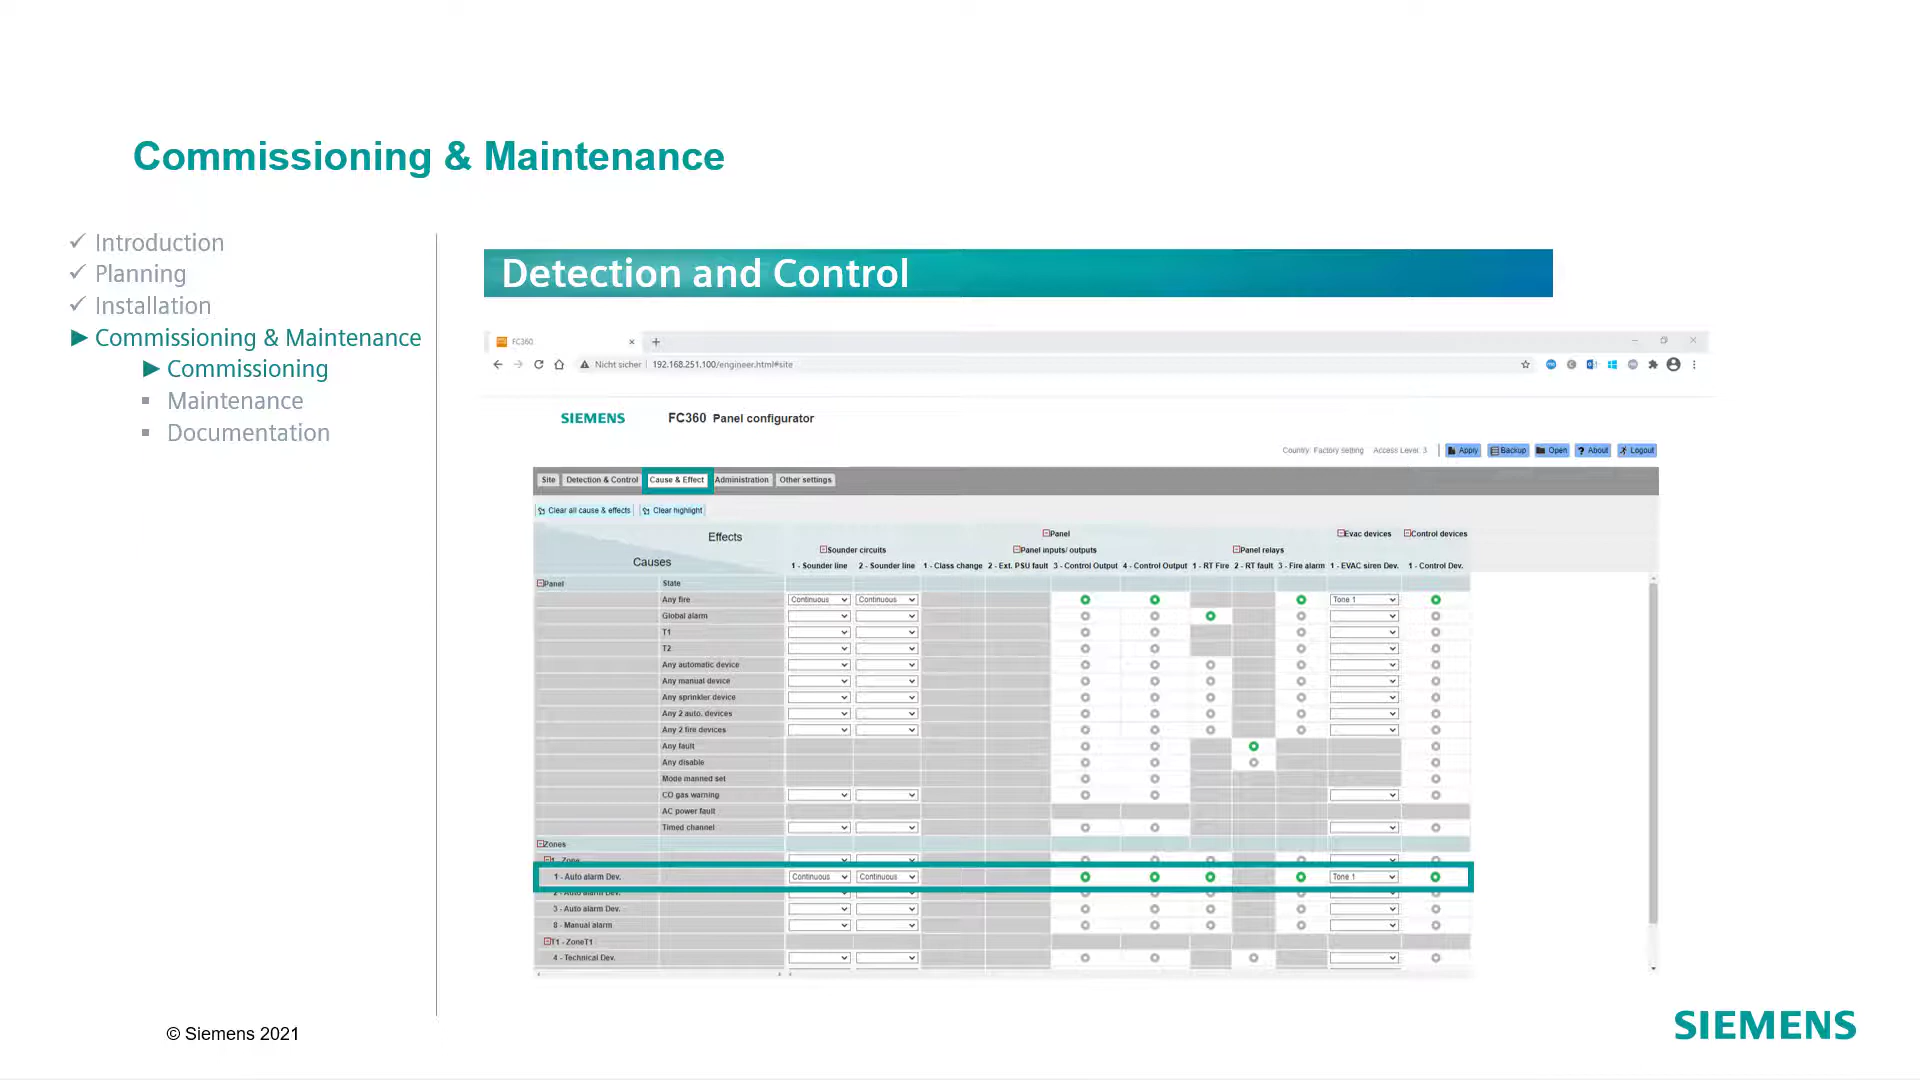 Commissioning & Maintenance
✓ Introduction
✓ Planning
✓ Installation
▶ Commissioning & Maintenance
▶ Commissioning
▪ Maintenance
▪ Documentation
Detection and Control
FC360
Nicht sicher | 192.168.251.100/engineer.html#site
SIEMENS FC360 Panel configurator
Country: Factory setting Access Level: 3 Apply Backup Open ? About Logout
Site Detection & Control Cause & Effect Administration Other settings
Clear all cause & effects Clear highlight
Effects Panel Evac devices Control devices
Sounder circuits Panel inputs/ outputs Panel relays
Causes
1 - Sounder line 2 - Sounder line 1 - Class change 2 - Ext. PSU fault 3 - Control Output 4 - Control Output 1 - RT Fire 2 - RT fault 3 - Fire alarm 1 - EVAC siren Dev. 1 - Control Dev.
Panel State
Any fire Continuous Continuous Tone 1
Global alarm
T1
T2
Any automatic device
Any manual device
Any sprinkler device
Any 2 auto. devices
Any 2 fire devices
Any fault
Any disable
Mode manned set
CO gas warning
AC power fault
Timed channel
Zones
1 - Zone
1 - Auto alarm Dev. Continuous Continuous Tone 1
2 - Auto alarm Dev.
3 - Auto alarm Dev.
8 - Manual alarm
T1 - ZoneT1
4 - Technical Dev.
© Siemens 2021
SIEMENS